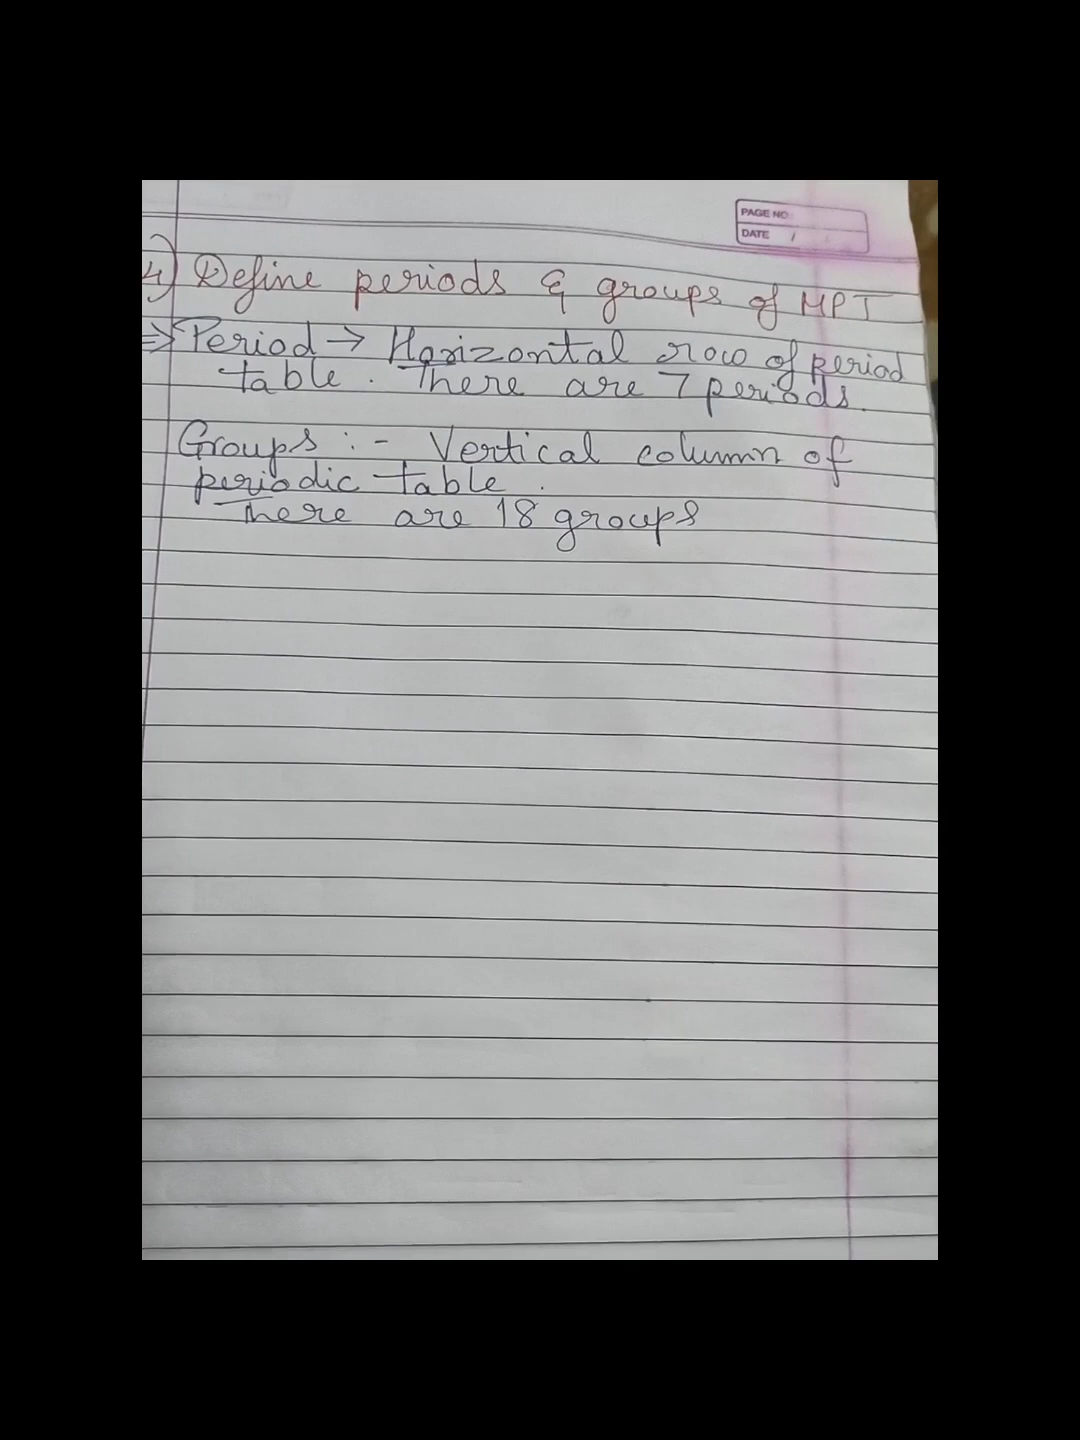 PAGE NO.
DATE /
4) Define periods & groups of MPT
⇒ Period → Horizontal row of period
table. There are 7 periods.
Groups :- Vertical column of
periodic table.
There are 18 groups